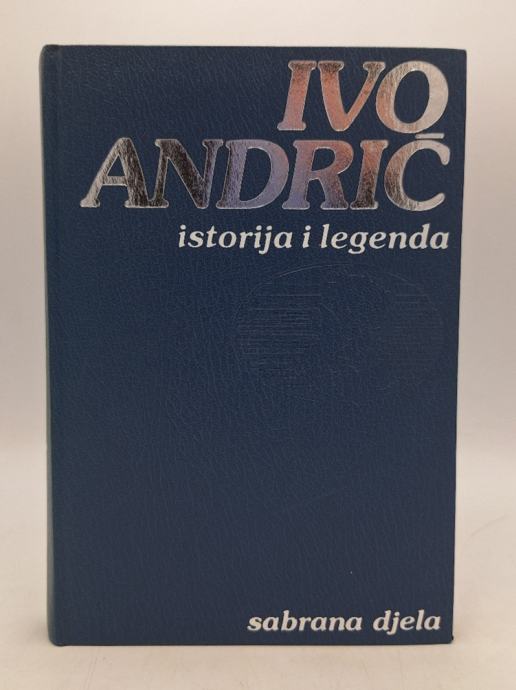 IVO
ANDRIĆ
istorija i legenda
sabrana djela